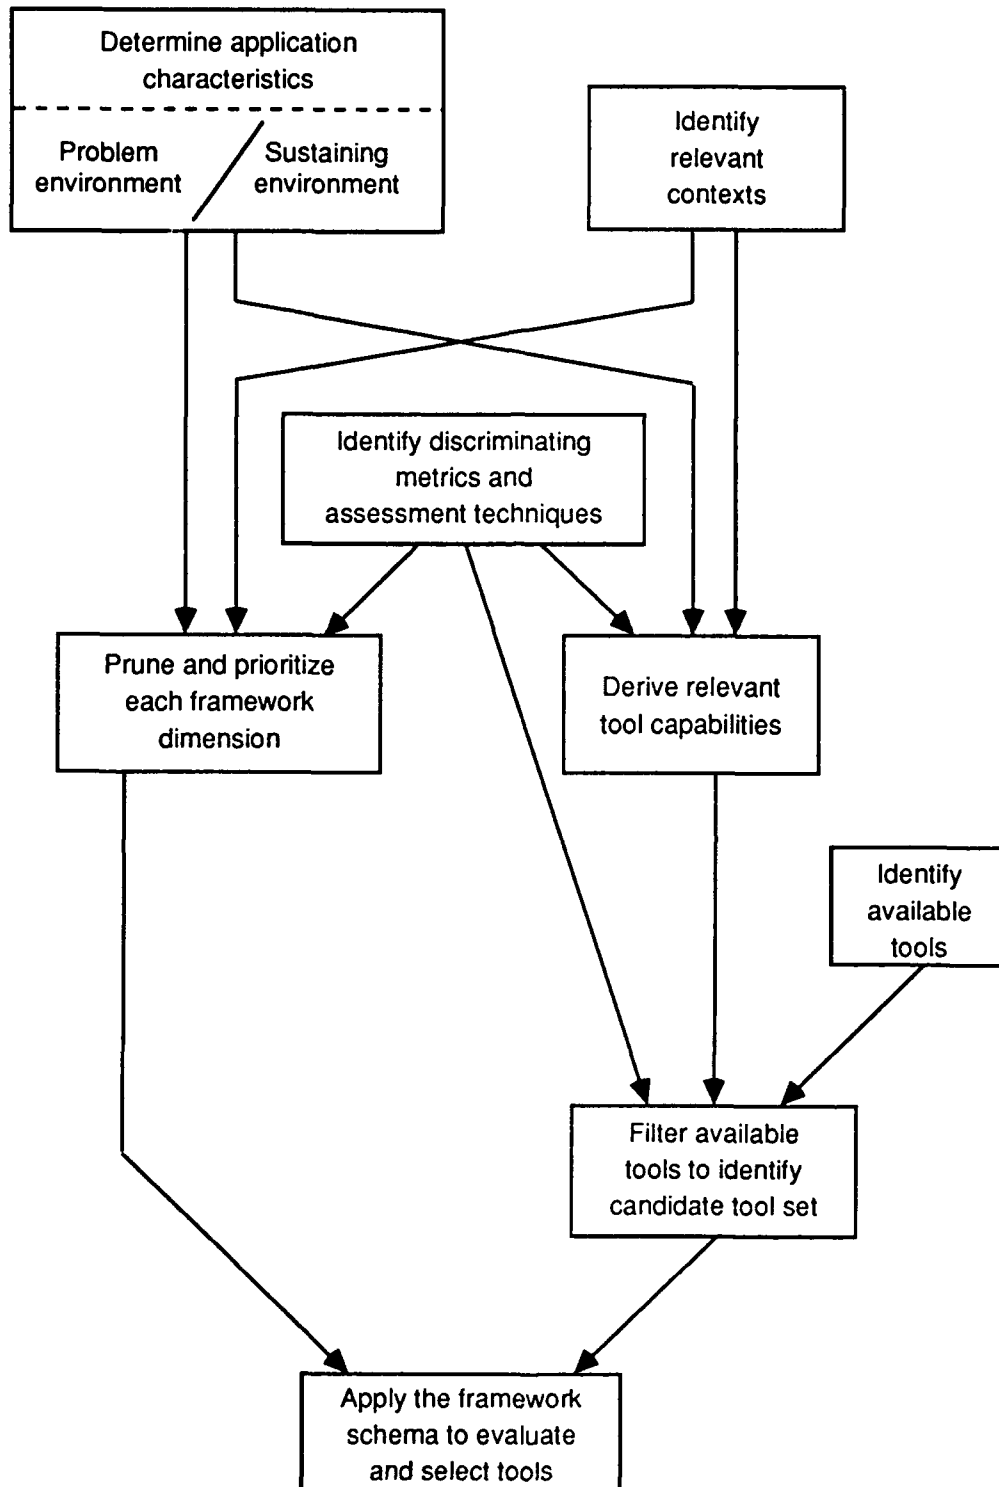 Determine application
characteristics
Problem
environment
Sustaining
environment
Identify
relevant
contexts
Identify discriminating
metrics and
assessment techniques
Prune and prioritize
each framework
dimension
Derive relevant
tool capabilities
Identify
available
tools
Filter available
tools to identify
candidate tool set
Apply the framework
schema to evaluate
and select tools